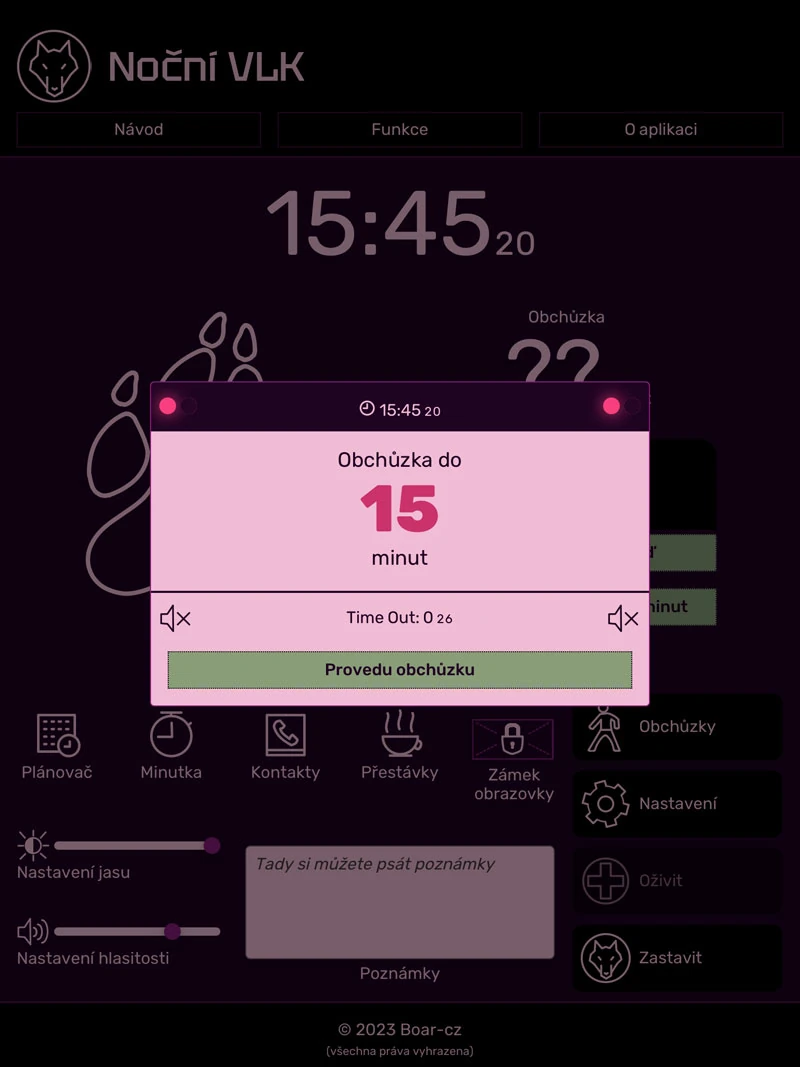 Noční VLK
Návod
Funkce
O aplikaci
15:45 20
Obchůzka
??
15:45 20
Obchůzka do
15
minut
Time Out: 0 26
Provedu obchůzku
Plánovač
Minutka
Kontakty
Přestávky
Zámek
obrazovky
Obchůzky
Nastavení
Oživit
Zastavit
Nastavení jasu
Tady si můžete psát poznámky
Nastavení hlasitosti
Poznámky
© 2023 Boar-cz
(všechna práva vyhrazena)